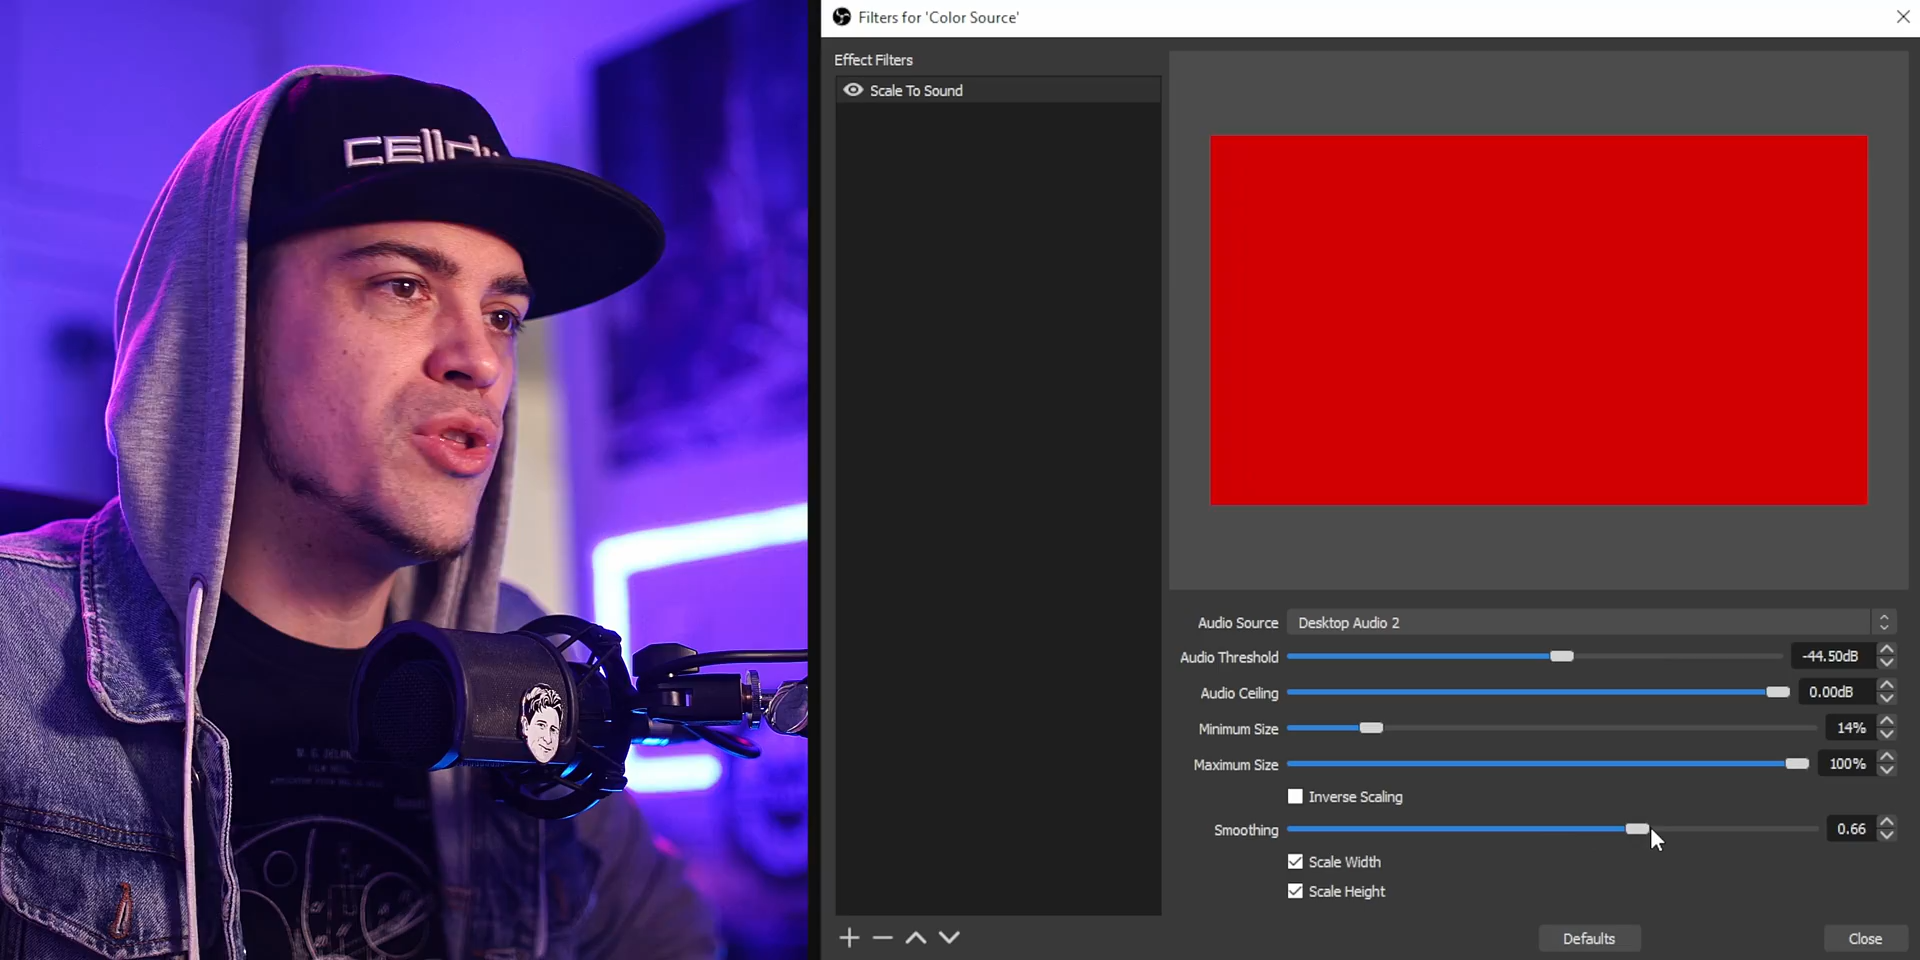 Filters for 'Color Source'
Effect Filters
Scale To Sound
Audio Source Desktop Audio 2
Audio Threshold -44.50dB
Audio Ceiling 0.00dB
Minimum Size 14%
Maximum Size 100%
Inverse Scaling
Smoothing 0.66
Scale Width
Scale Height
Defaults
Close